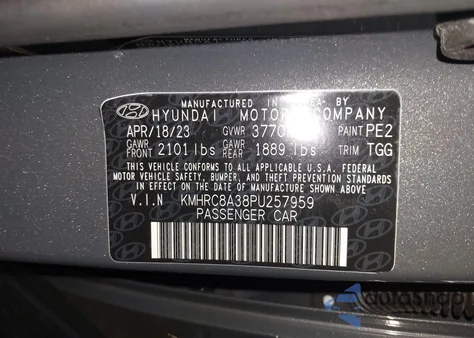 MANUFACTURED IN KOREA BY
HYUNDAI MOTOR COMPANY
APR/18/23 GVWR PAINT PE2
GAWR FRONT 2101 lbs GAWR REAR 1889 lbs TRIM TGG
THIS VEHICLE CONFORMS TO ALL APPLICABLE U.S.A. FEDERAL
MOTOR VEHICLE SAFETY, BUMPER, AND THEFT PREVENTION STANDARDS
IN EFFECT ON THE DATE OF MANUFACTURE SHOWN ABOVE.
V.I.N KMHRC8A38PU257959
PASSENGER CAR